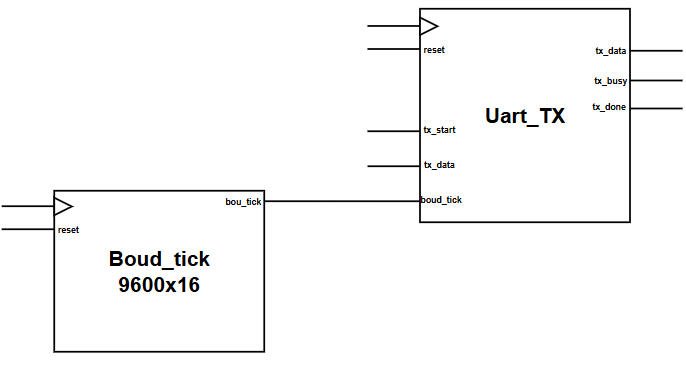 reset
tx_data
tx_busy
tx_done
Uart_TX
tx_start
tx_data
boud_tick
bou_tick
reset
Boud_tick
9600x16